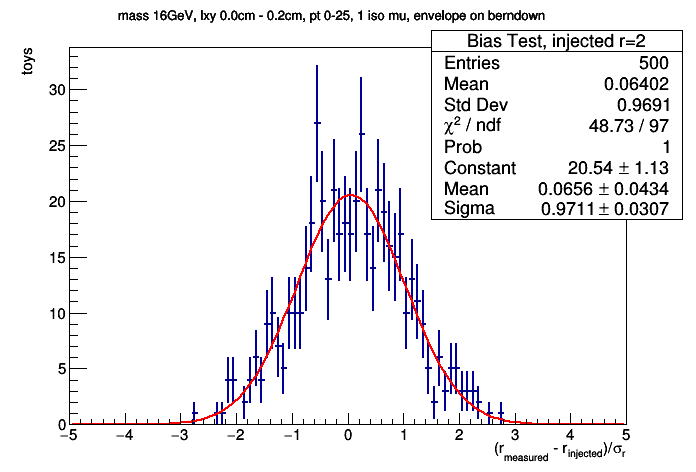 mass 16GeV, lxy 0.0cm - 0.2cm, pt 0-25, 1 iso mu, envelope on berndown
Bias Test, injected r=2
Entries 500
Mean 0.06402
Std Dev 0.9691
χ² / ndf 48.73 / 97
Prob 1
Constant 20.54 ± 1.13
Mean 0.0656 ± 0.0434
Sigma 0.9711 ± 0.0307
toys
30
25
20
15
10
5
0
−5 −4 −3 −2 −1 0 1 2 3 4 5
(r_measured - r_injected)/σ_r